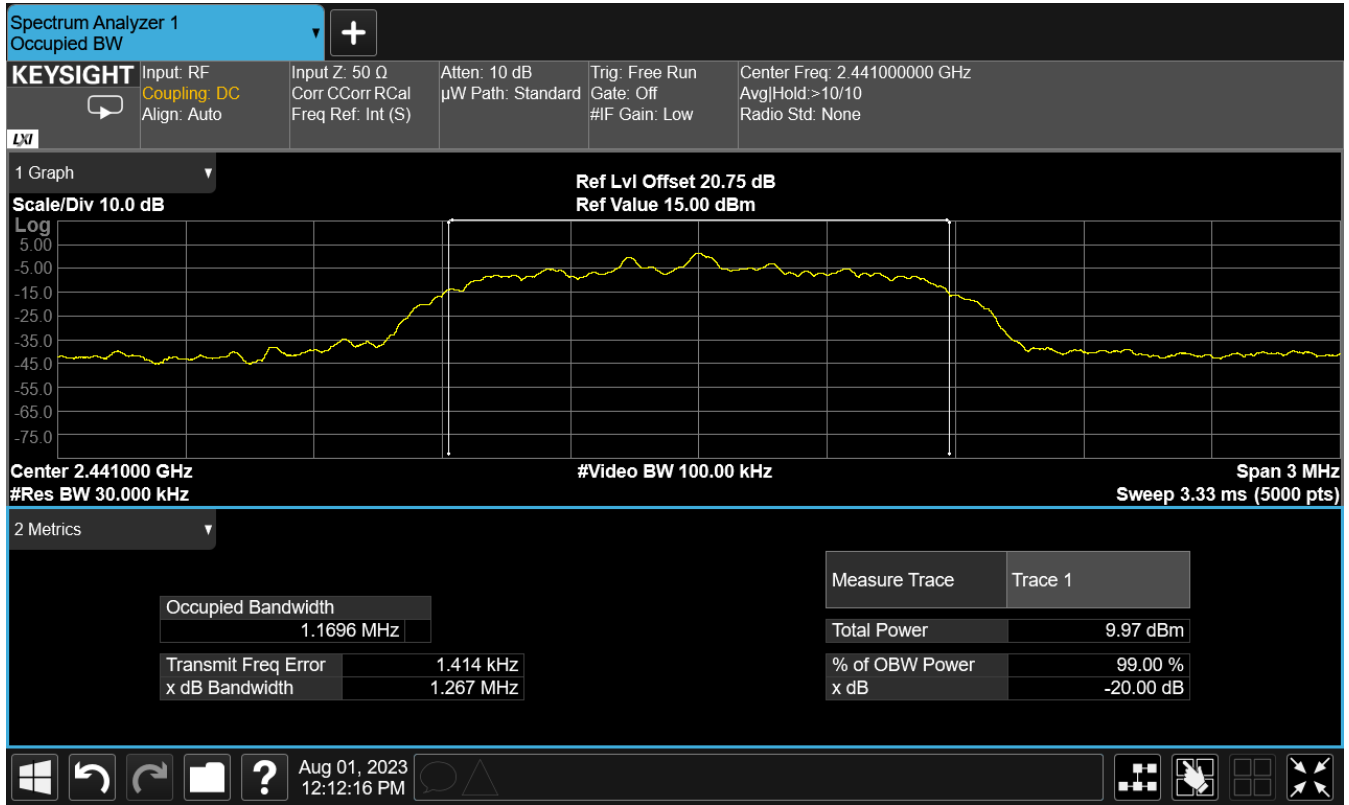 Spectrum Analyzer 1
Occupied BW
▼
+
KEYSIGHT
LXI
Input: RF
Coupling: DC
Align: Auto
Input Z: 50 Ω
Corr CCorr RCal
Freq Ref: Int (S)
Atten: 10 dB
µW Path: Standard
Trig: Free Run
Gate: Off
#IF Gain: Low
Center Freq: 2.441000000 GHz
Avg|Hold:>10/10
Radio Std: None
1 Graph ▼
Scale/Div 10.0 dB
Ref Lvl Offset 20.75 dB
Ref Value 15.00 dBm
Log
5.00
-5.00
-15.0
-25.0
-35.0
-45.0
-55.0
-65.0
-75.0
Center 2.441000 GHz
#Video BW 100.00 kHz
Span 3 MHz
#Res BW 30.000 kHz
Sweep 3.33 ms (5000 pts)
2 Metrics ▼
Measure Trace Trace 1
Occupied Bandwidth
1.1696 MHz
Total Power 9.97 dBm
Transmit Freq Error 1.414 kHz
% of OBW Power 99.00 %
x dB Bandwidth 1.267 MHz
x dB -20.00 dB
?
Aug 01, 2023
12:12:16 PM